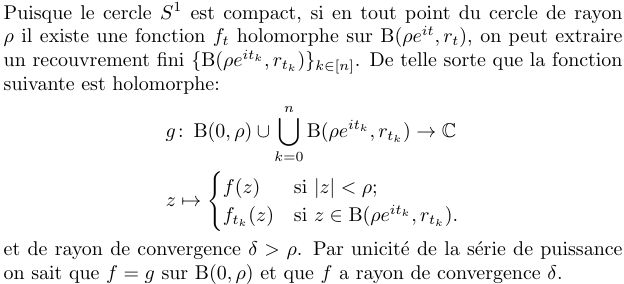 Puisque le cercle $S^1$ est compact, si en tout point du cercle de rayon
$\rho$ il existe une fonction $f_t$ holomorphe sur $\mathrm{B}(\rho e^{it}, r_t)$, on peut extraire
un recouvrement fini $\{\mathrm{B}(\rho e^{it_k}, r_{t_k})\}_{k\in[n]}$. De telle sorte que la fonction
suivante est holomorphe:
$g\colon\ \mathrm{B}(0, \rho) \cup \bigcup_{k=0}^{n} \mathrm{B}(\rho e^{it_k}, r_{t_k}) \to \mathbb{C}$
$z \mapsto \begin{cases} f(z) & \text{si } |z| < \rho; \\ f_{t_k}(z) & \text{si } z \in \mathrm{B}(\rho e^{it_k}, r_{t_k}). \end{cases}$
et de rayon de convergence $\delta > \rho$. Par unicité de la série de puissance
on sait que $f = g$ sur $\mathrm{B}(0, \rho)$ et que $f$ a rayon de convergence $\delta$.